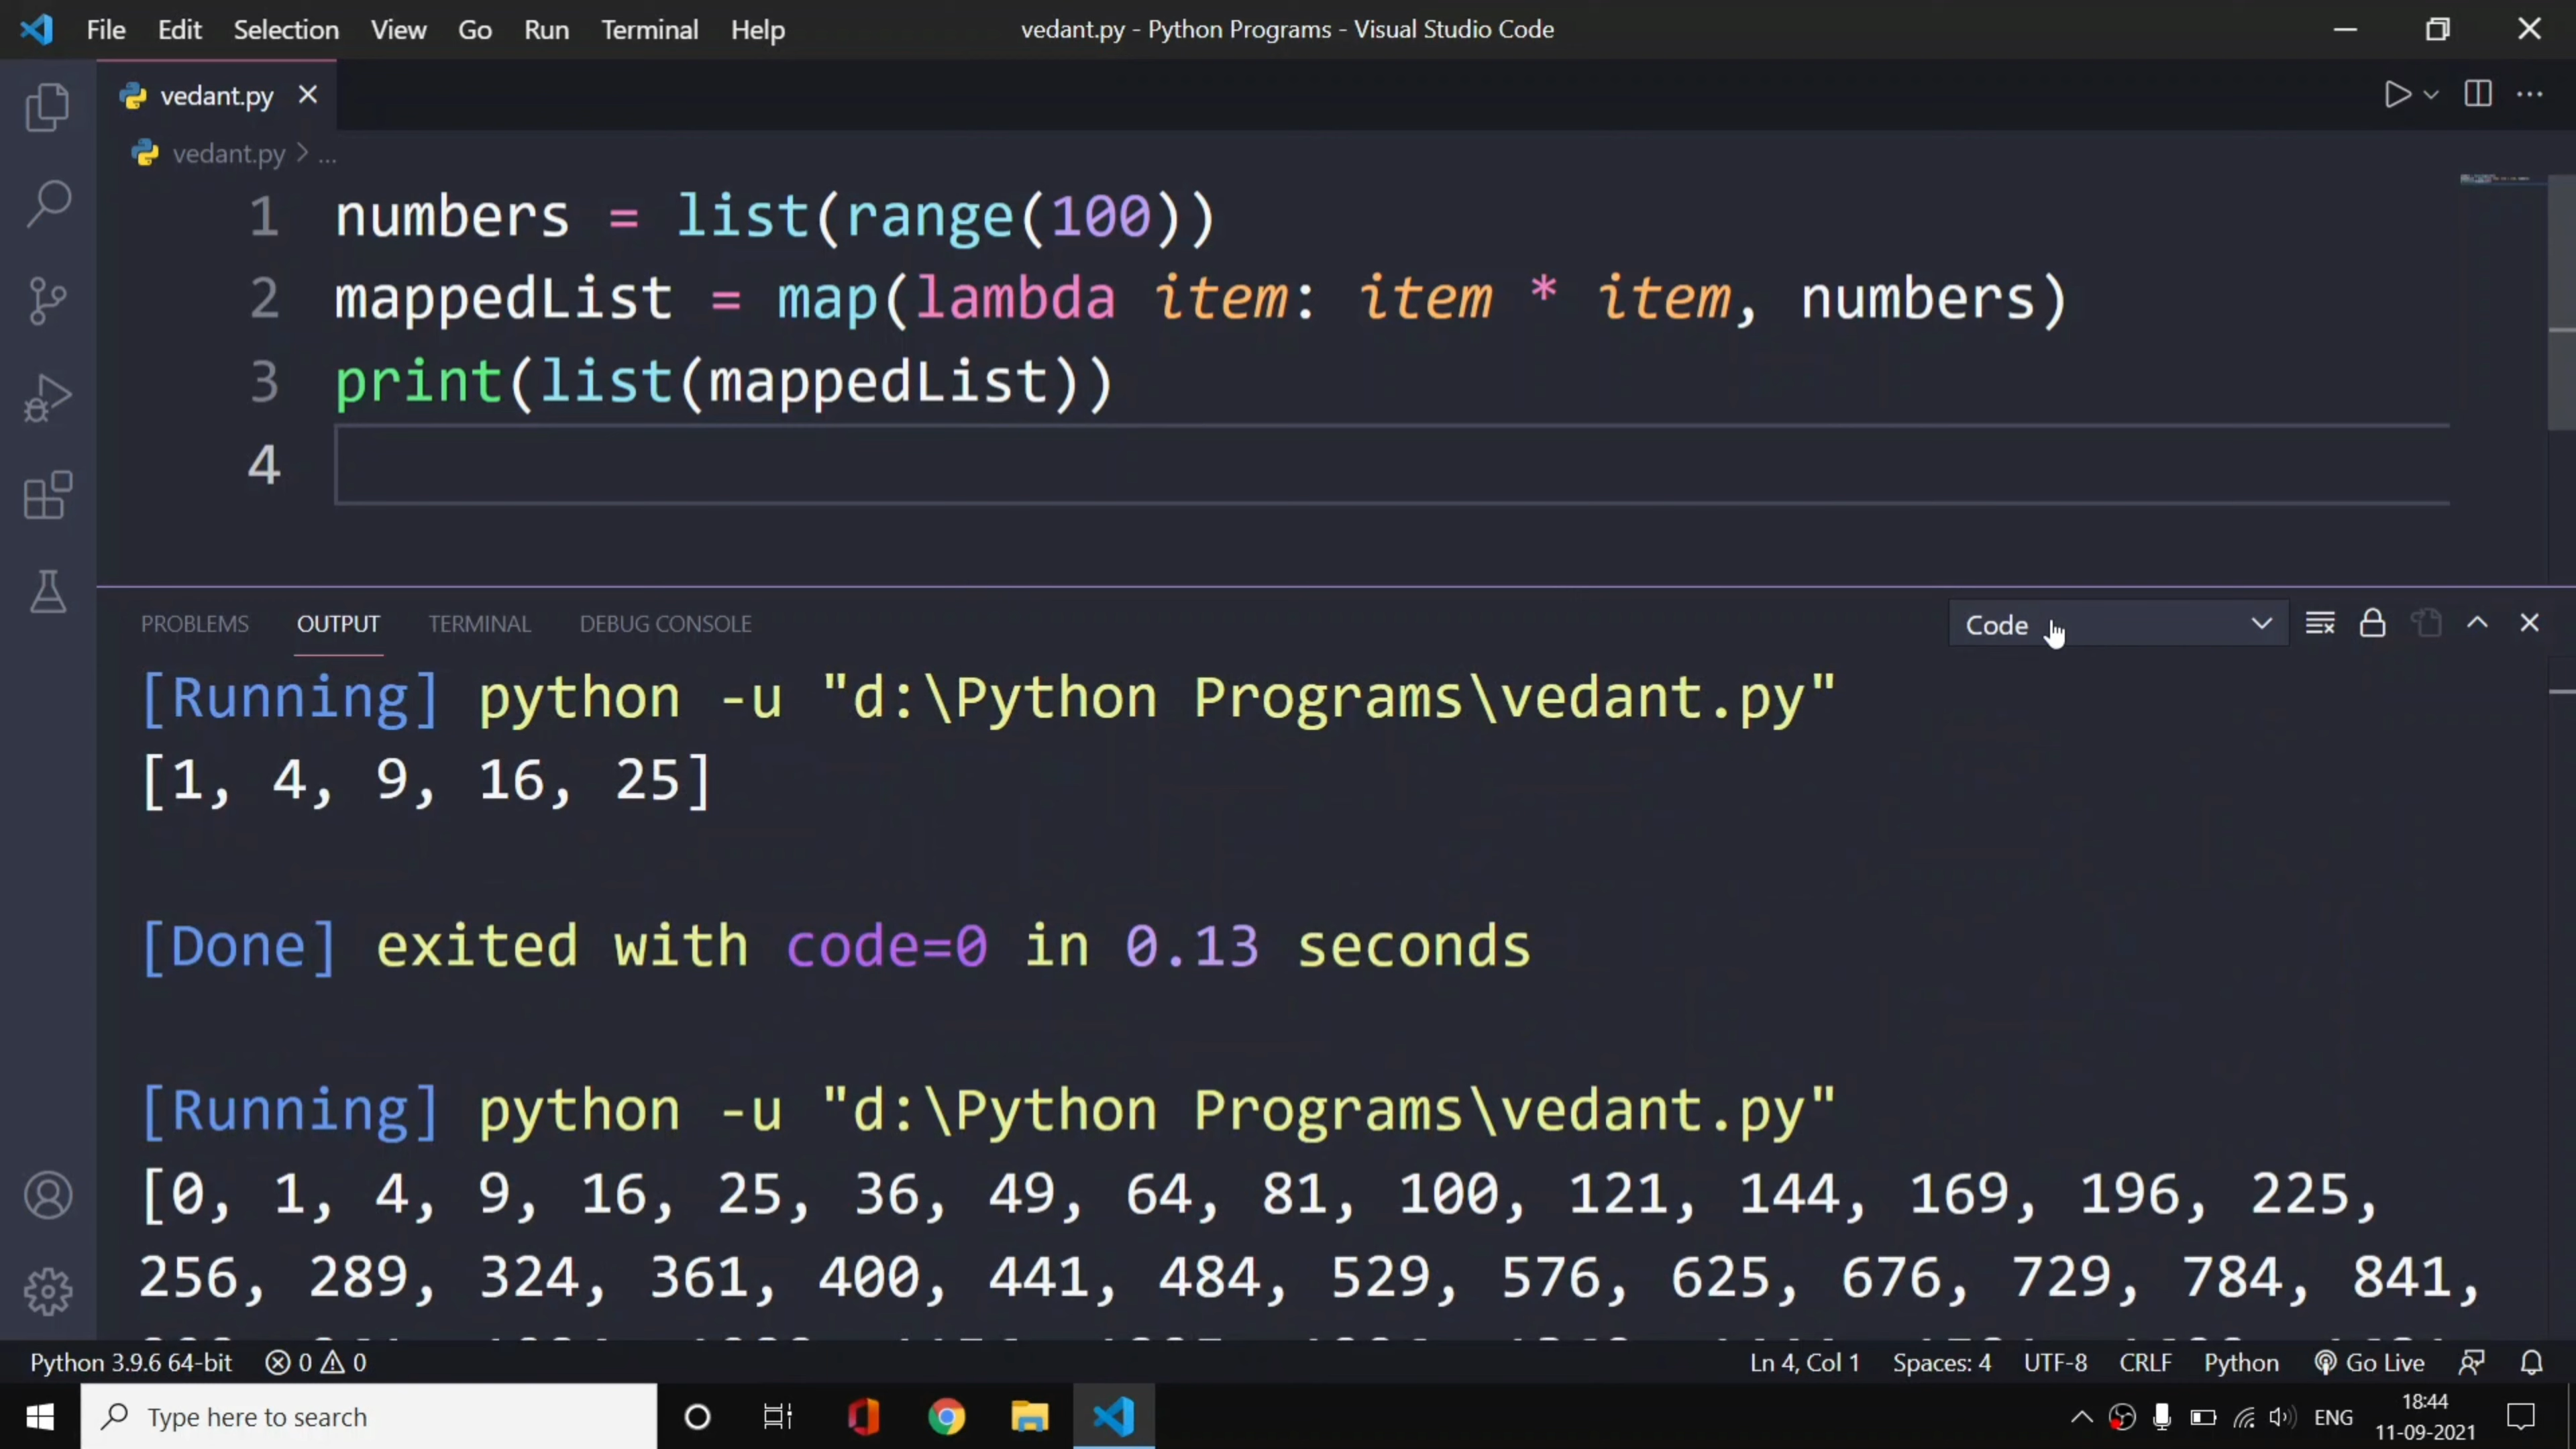 File Edit Selection View Go Run Terminal Help vedant.py - Python Programs - Visual Studio Code
vedant.py
vedant.py > ...
1 numbers = list(range(100))
2 mappedList = map(lambda item: item * item, numbers)
3 print(list(mappedList))
4
PROBLEMS OUTPUT TERMINAL DEBUG CONSOLE Code
[Running] python -u "d:\Python Programs\vedant.py"
[1, 4, 9, 16, 25]
[Done] exited with code=0 in 0.13 seconds
[Running] python -u "d:\Python Programs\vedant.py"
[0, 1, 4, 9, 16, 25, 36, 49, 64, 81, 100, 121, 144, 169, 196, 225,
256, 289, 324, 361, 400, 441, 484, 529, 576, 625, 676, 729, 784, 841,
Python 3.9.6 64-bit 0 0 Ln 4, Col 1 Spaces: 4 UTF-8 CRLF Python Go Live
Type here to search ENG 18:44
11-09-2021